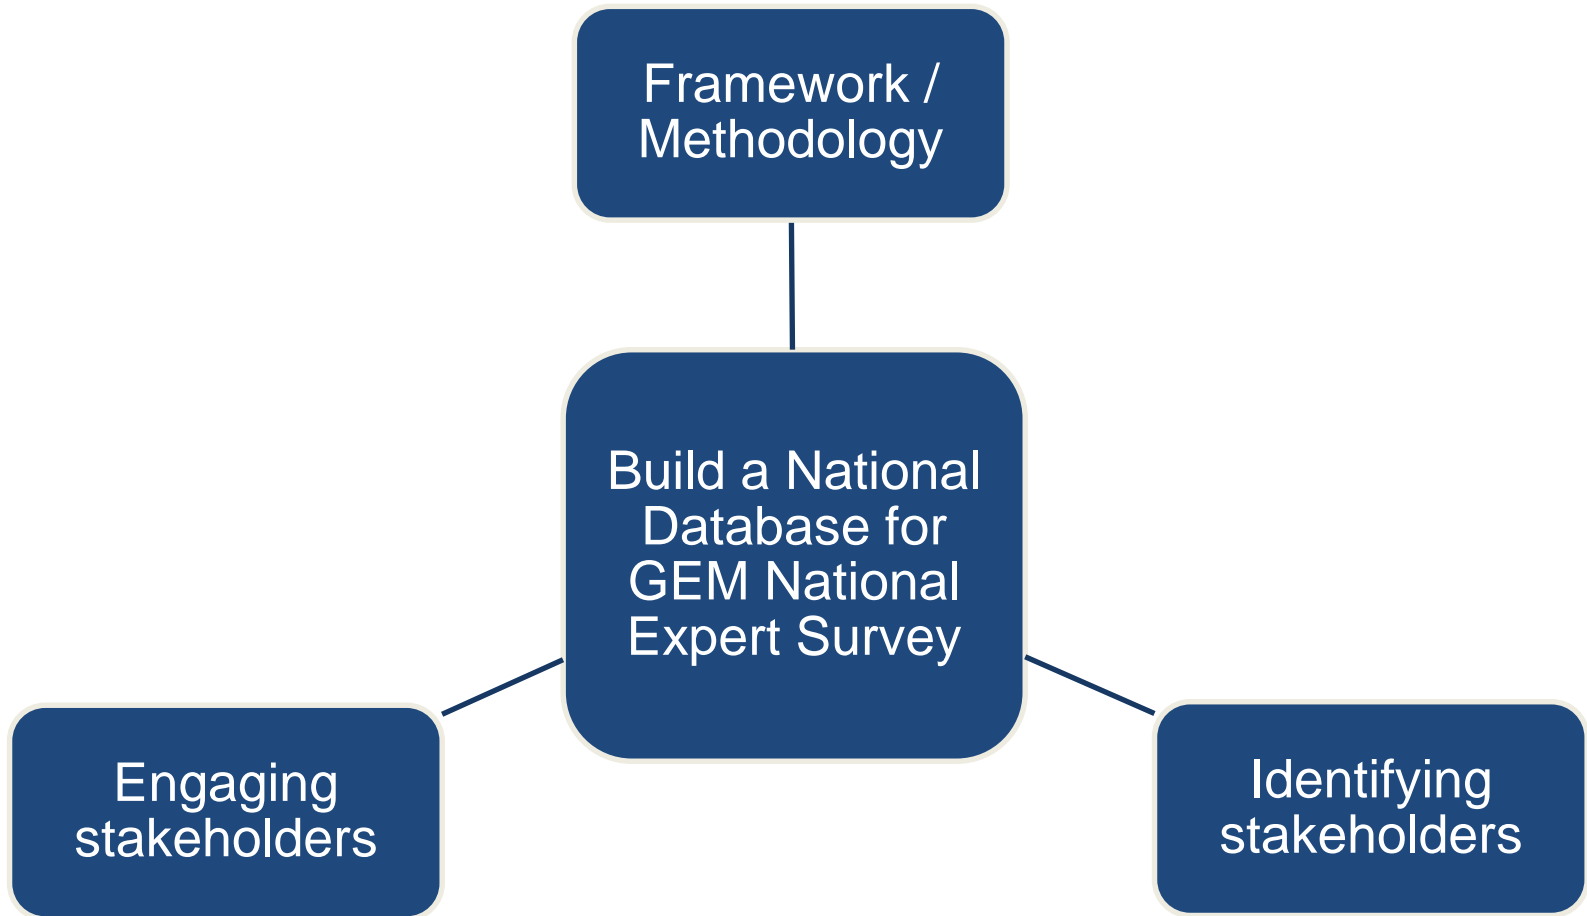 Framework /
Methodology
Build a National
Database for
GEM National
Expert Survey
Engaging
stakeholders
Identifying
stakeholders